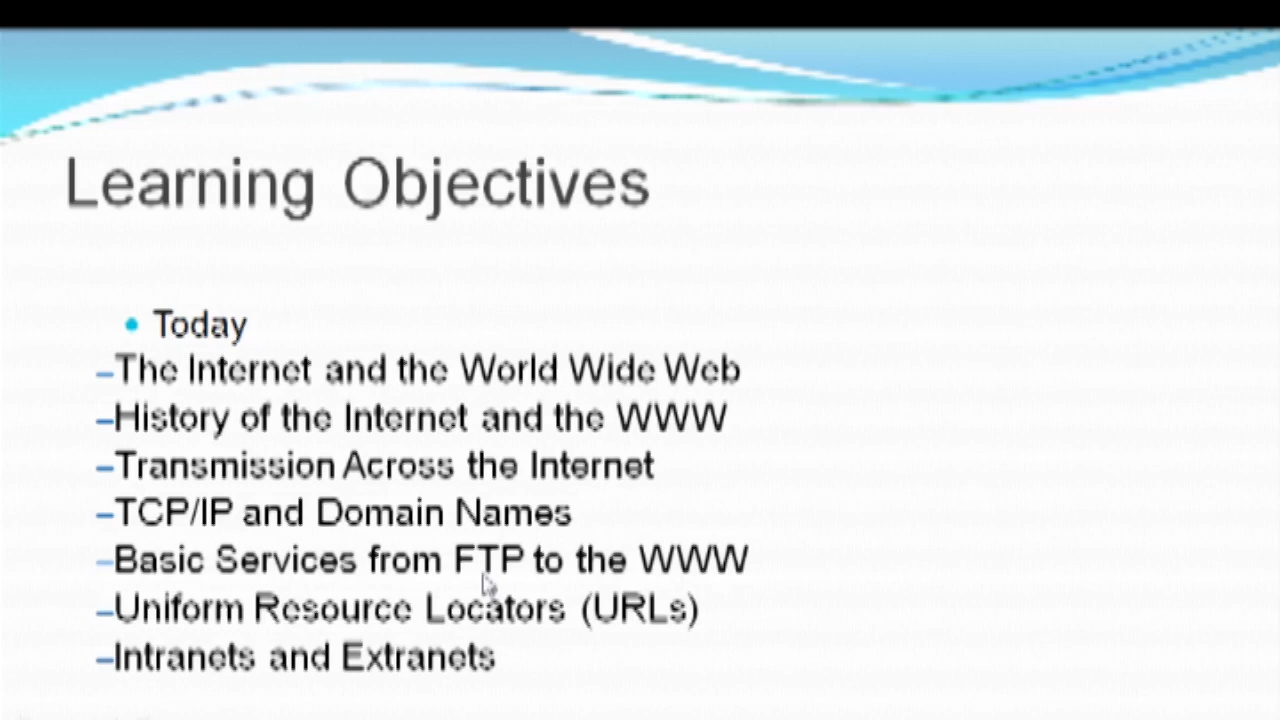 Learning Objectives
• Today
–The Internet and the World Wide Web
–History of the Internet and the WWW
–Transmission Across the Internet
–TCP/IP and Domain Names
–Basic Services from FTP to the WWW
–Uniform Resource Locators (URLs)
–Intranets and Extranets